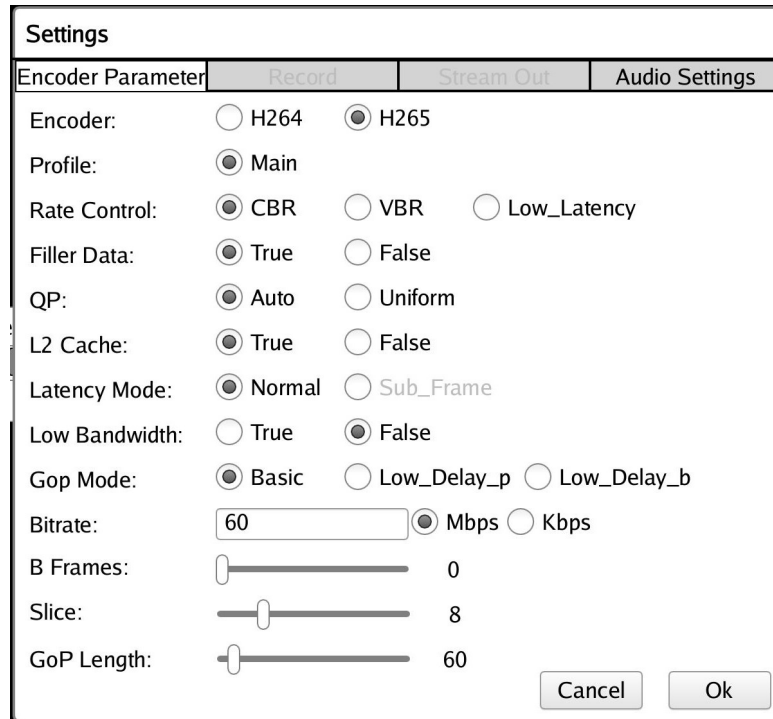 Settings
Encoder Parameter Record Stream Out Audio Settings
Encoder: H264 H265
Profile: Main
Rate Control: CBR VBR Low_Latency
Filler Data: True False
QP: Auto Uniform
L2 Cache: True False
Latency Mode: Normal Sub_Frame
Low Bandwidth: True False
Gop Mode: Basic Low_Delay_p Low_Delay_b
Bitrate: 60 Mbps Kbps
B Frames: 0
Slice: 8
GoP Length: 60
Cancel Ok